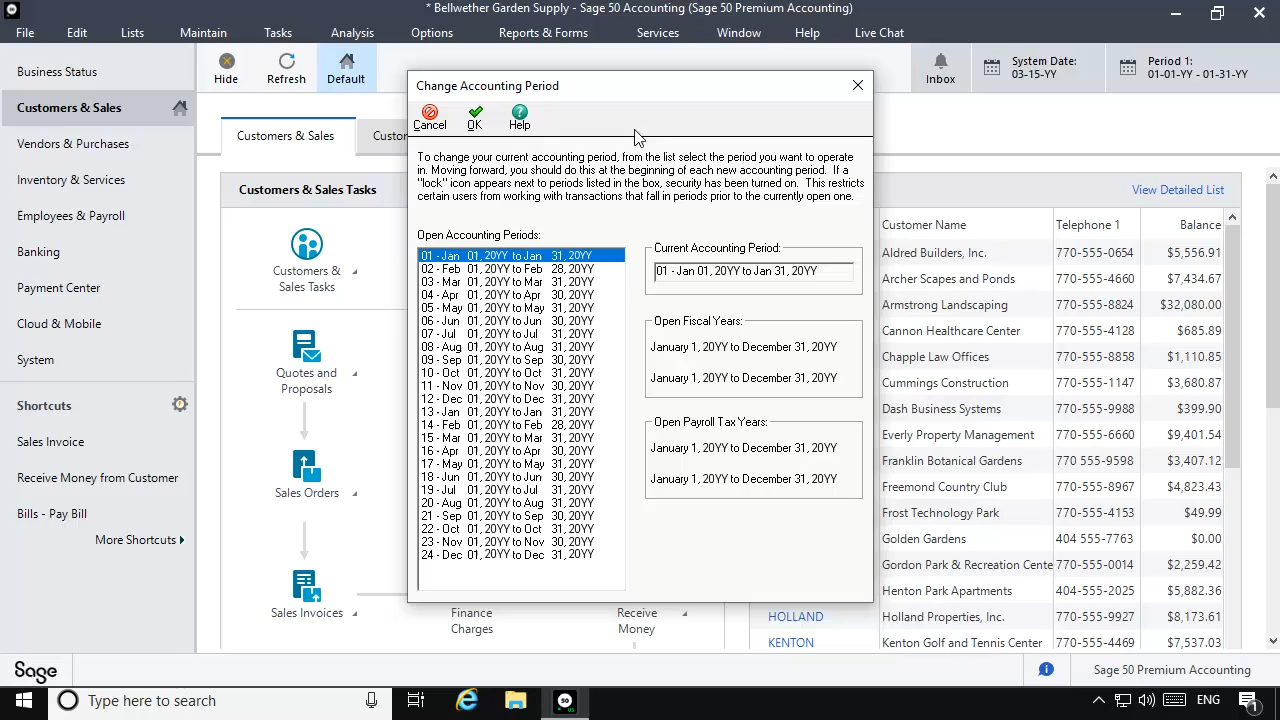 * Bellwether Garden Supply - Sage 50 Accounting (Sage 50 Premium Accounting)
File Edit Lists Maintain Tasks Analysis Options Reports & Forms Services Window Help Live Chat
Business Status
Customers & Sales
Vendors & Purchases
Inventory & Services
Employees & Payroll
Banking
Payment Center
Cloud & Mobile
System
Shortcuts
Sales Invoice
Receive Money from Customer
Bills - Pay Bill
More Shortcuts
Hide
Refresh
Default
Inbox
System Date:
03-15-YY
Period 1:
01-01-YY - 01-31-YY
Customers & Sales
Custo
Customers & Sales Tasks
Customers &
Sales Tasks
Quotes and
Proposals
Sales Orders
Sales Invoices
Finance
Charges
Receive
Money
Change Accounting Period
Cancel
OK
Help
To change your current accounting period, from the list select the period you want to operate
in. Moving forward, you should do this at the beginning of each new accounting period. If a
"lock" icon appears next to periods listed in the box, security has been turned on. This restricts
certain users from working with transactions that fall in periods prior to the currently open one.
Open Accounting Periods:
01 - Jan 01, 20YY to Jan 31, 20YY
02 - Feb 01, 20YY to Feb 28, 20YY
03 - Mar 01, 20YY to Mar 31, 20YY
04 - Apr 01, 20YY to Apr 30, 20YY
05 - May 01, 20YY to May 31, 20YY
06 - Jun 01, 20YY to Jun 30, 20YY
07 - Jul 01, 20YY to Jul 31, 20YY
08 - Aug 01, 20YY to Aug 31, 20YY
09 - Sep 01, 20YY to Sep 30, 20YY
10 - Oct 01, 20YY to Oct 31, 20YY
11 - Nov 01, 20YY to Nov 30, 20YY
12 - Dec 01, 20YY to Dec 31, 20YY
13 - Jan 01, 20YY to Jan 31, 20YY
14 - Feb 01, 20YY to Feb 28, 20YY
15 - Mar 01, 20YY to Mar 31, 20YY
16 - Apr 01, 20YY to Apr 30, 20YY
17 - May 01, 20YY to May 31, 20YY
18 - Jun 01, 20YY to Jun 30, 20YY
19 - Jul 01, 20YY to Jul 31, 20YY
20 - Aug 01, 20YY to Aug 31, 20YY
21 - Sep 01, 20YY to Sep 30, 20YY
22 - Oct 01, 20YY to Oct 31, 20YY
23 - Nov 01, 20YY to Nov 30, 20YY
24 - Dec 01, 20YY to Dec 31, 20YY
Current Accounting Period:
01 - Jan 01, 20YY to Jan 31, 20YY
Open Fiscal Years:
January 1, 20YY to December 31, 20YY
January 1, 20YY to December 31, 20YY
Open Payroll Tax Years:
January 1, 20YY to December 31, 20YY
January 1, 20YY to December 31, 20YY
View Detailed List
Customer Name Telephone 1 Balance
Aldred Builders, Inc. 770-555-0654 $5,556.91
Archer Scapes and Ponds 770-555-4660 $7,434.67
Armstrong Landscaping 770-555-8824 $32,080.00
Cannon Healthcare Center 770-555-4128 $685.89
Chapple Law Offices 770-555-8858 $1,110.85
Cummings Construction 770-555-1147 $3,680.87
Dash Business Systems 770-555-9988 $399.90
Everly Property Management 770-555-6660 $9,401.54
Franklin Botanical Gardens 770 555-9598 $3,407.12
Freemond Country Club 770-555-8967 $4,823.43
Frost Technology Park 770-555-4153 $49.99
Golden Gardens 404 555-7763 $0.00
Gordon Park & Recreation Cente 770-555-0014 $2,259.42
Henton Park Apartments 404-555-2025 $5,882.36
HOLLAND Holland Properties, Inc. 770-555-9927 $8,173.61
KENTON Kenton Golf and Tennis Center 770-555-4469 $7,537.03
Sage
Sage 50 Premium Accounting
Type here to search
50
ENG
1